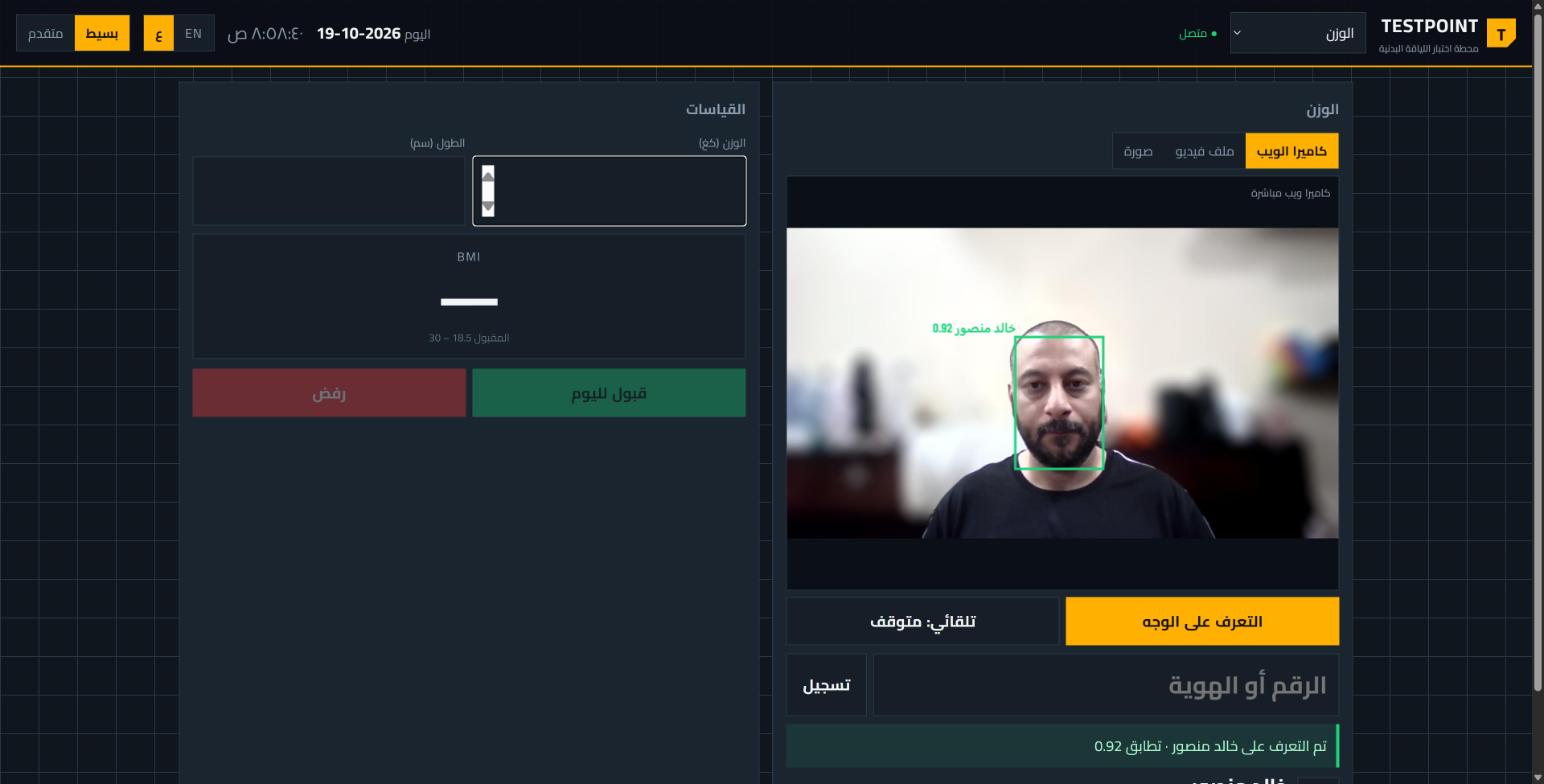 T
TESTPOINT
محطة اختبار اللياقة البدنية
الوزن
متصل
اليوم 2026-10-19 ٨:٥٨:٤٠ ص
EN ع
بسيط متقدم
الوزن
كاميرا الويب ملف فيديو صورة
كاميرا ويب مباشرة
خالد منصور 0.92
التعرف على الوجه تلقائي: متوقف
الرقم أو الهوية تسجيل
تم التعرف على خالد منصور · تطابق 0.92
خالد منصور
القياسات
الوزن (كغ) الطول (سم)
BMI
المقبول 18.5 – 30
قبول لليوم رفض